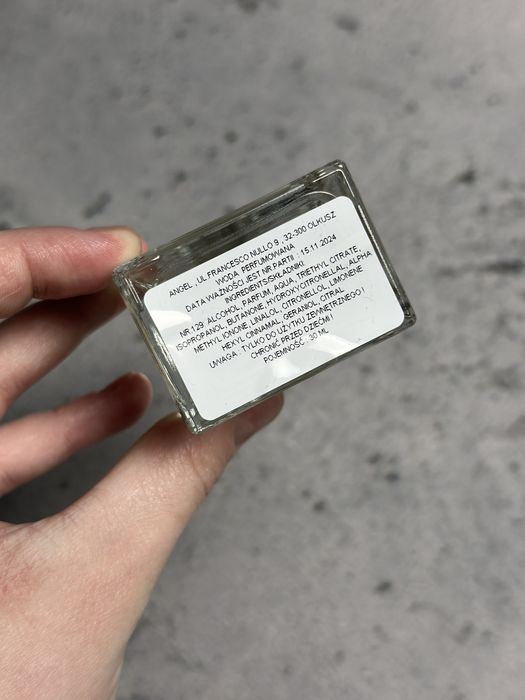 ANGEL , UL FRANCESCO NULLO 9 , 32-300 OLKUSZ
WODA PERFUMOWANA
DATA WAŻNOŚCI JEST NR PARTII : 15.11.2024
INGREDIENTS/SKŁADNIKI:
NR.129: ALCOHOL, PARFUM, AQUA, TRIETHYL CITRATE,
ISOPROPANOL, BUTANONE, HYDROXYCITRONELLAL, ALPHA
METHYL IONONE, LINALOL, CITRONELLOL, LIMONENE
HEXYL CINNAMAL, GERANIOL, CITRAL
UWAGA : TYLKO DO UŻYTKU ZEWNĘTRZNEGO !
CHRONIĆ PRZED DZIEĆMI !
POJEMNOŚĆ : 30 ML